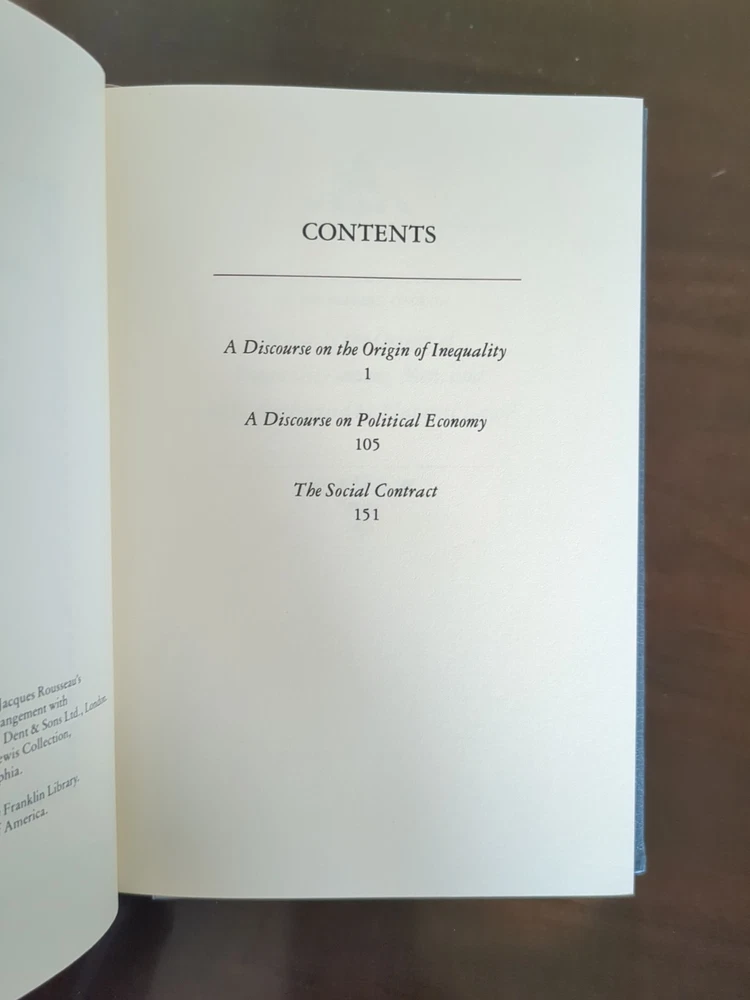 Jacques Rousseau's
angement with
Dent & Sons Ltd., London.
ewis Collection,
phia.
Franklin Library.
America.
CONTENTS
A Discourse on the Origin of Inequality
1
A Discourse on Political Economy
105
The Social Contract
151